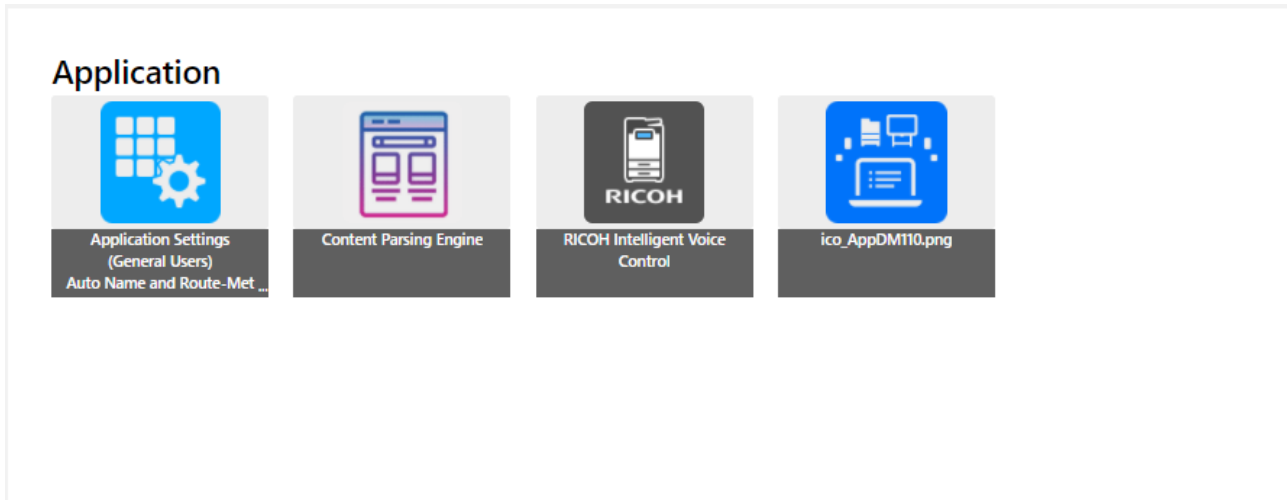 Application
Application Settings
(General Users)
Auto Name and Route-Met ...
Content Parsing Engine
RICOH
RICOH Intelligent Voice
Control
ico_AppDM110.png